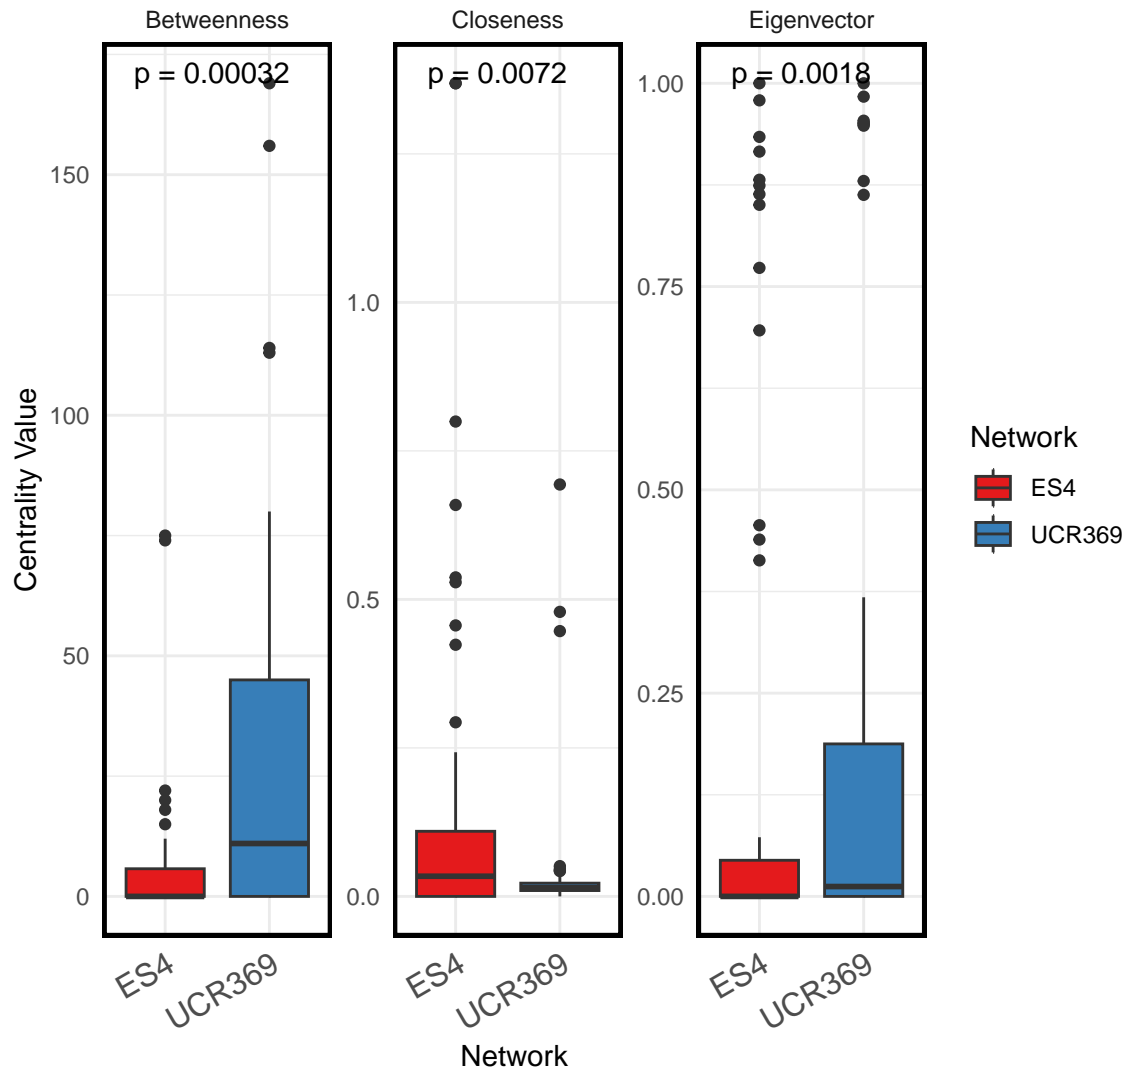 Betweenness
Closeness
Eigenvector
p = 0.00032
p = 0.0072
p = 0.0018
150
100
50
0
1.0
0.5
0.0
1.00
0.75
0.50
0.25
0.00
Centrality Value
ES4
UCR369
ES4
UCR369
ES4
UCR369
Network
Network
ES4
UCR369